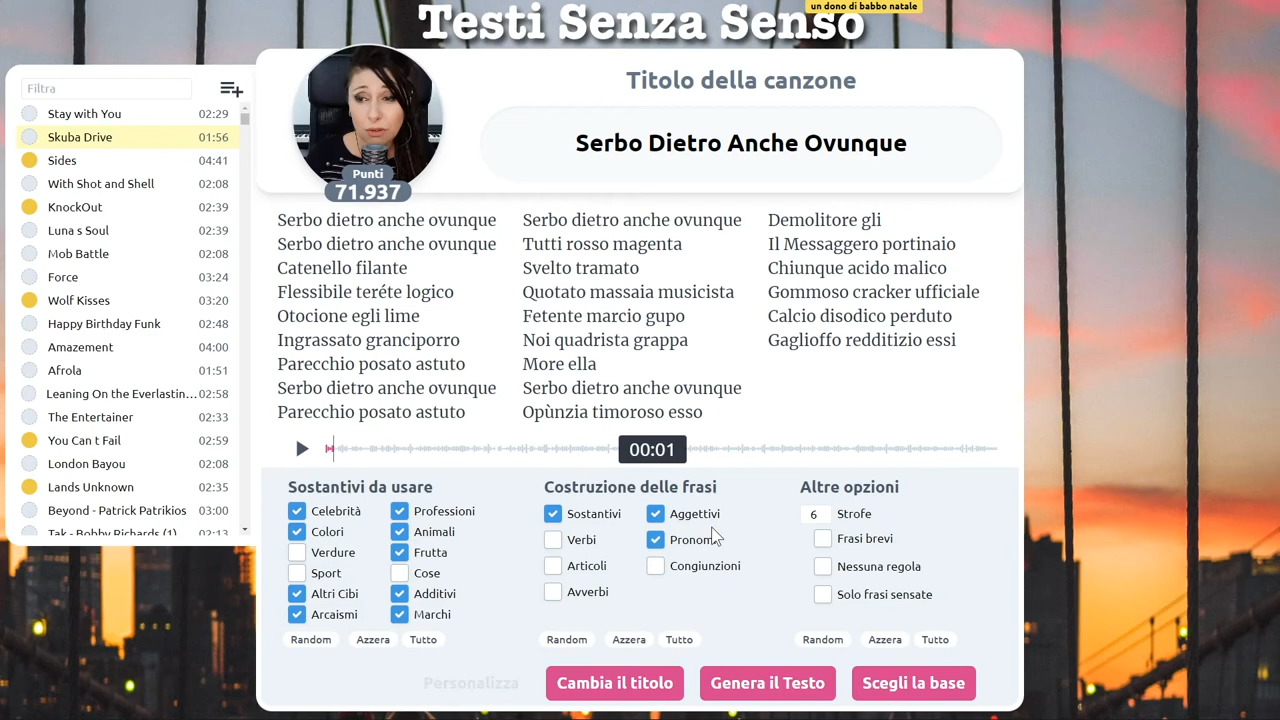 un dono di babbo natale
Testi Senza Senso
Filtra
Stay with You 02:29
Skuba Drive 01:56
Sides 04:41
With Shot and Shell 02:08
KnockOut 02:39
Luna s Soul 02:39
Mob Battle 02:08
Force 03:24
Wolf Kisses 03:20
Happy Birthday Funk 02:48
Amazement 04:00
Afrola 01:51
Leaning On the Everlastin... 02:58
The Entertainer 02:33
You Can t Fail 02:59
London Bayou 02:08
Lands Unknown 02:35
Beyond - Patrick Patrikios 03:00
Tak - Bobby Richards (1) 02:13
Punti
71.937
Titolo della canzone
Serbo Dietro Anche Ovunque
Serbo dietro anche ovunque
Serbo dietro anche ovunque
Catenello filante
Flessibile teréte logico
Otocione egli lime
Ingrassato granciporro
Parecchio posato astuto
Serbo dietro anche ovunque
Parecchio posato astuto
Serbo dietro anche ovunque
Tutti rosso magenta
Svelto tramato
Quotato massaia musicista
Fetente marcio gupo
Noi quadrista grappa
More ella
Serbo dietro anche ovunque
Opùnzia timoroso esso
Demolitore gli
Il Messaggero portinaio
Chiunque acido malico
Gommoso cracker ufficiale
Calcio disodico perduto
Gaglioffo redditizio essi
00:01
Sostantivi da usare
Celebrità Professioni
Colori Animali
Verdure Frutta
Sport Cose
Altri Cibi Additivi
Arcaismi Marchi
Random Azzera Tutto
Costruzione delle frasi
Sostantivi Aggettivi
Verbi
Articoli Congiunzioni
Avverbi
Random Azzera Tutto
Altre opzioni
6 Strofe
Frasi brevi
Nessuna regola
Solo frasi sensate
Random Azzera Tutto
Personalizza Cambia il titolo Genera il Testo Scegli la base